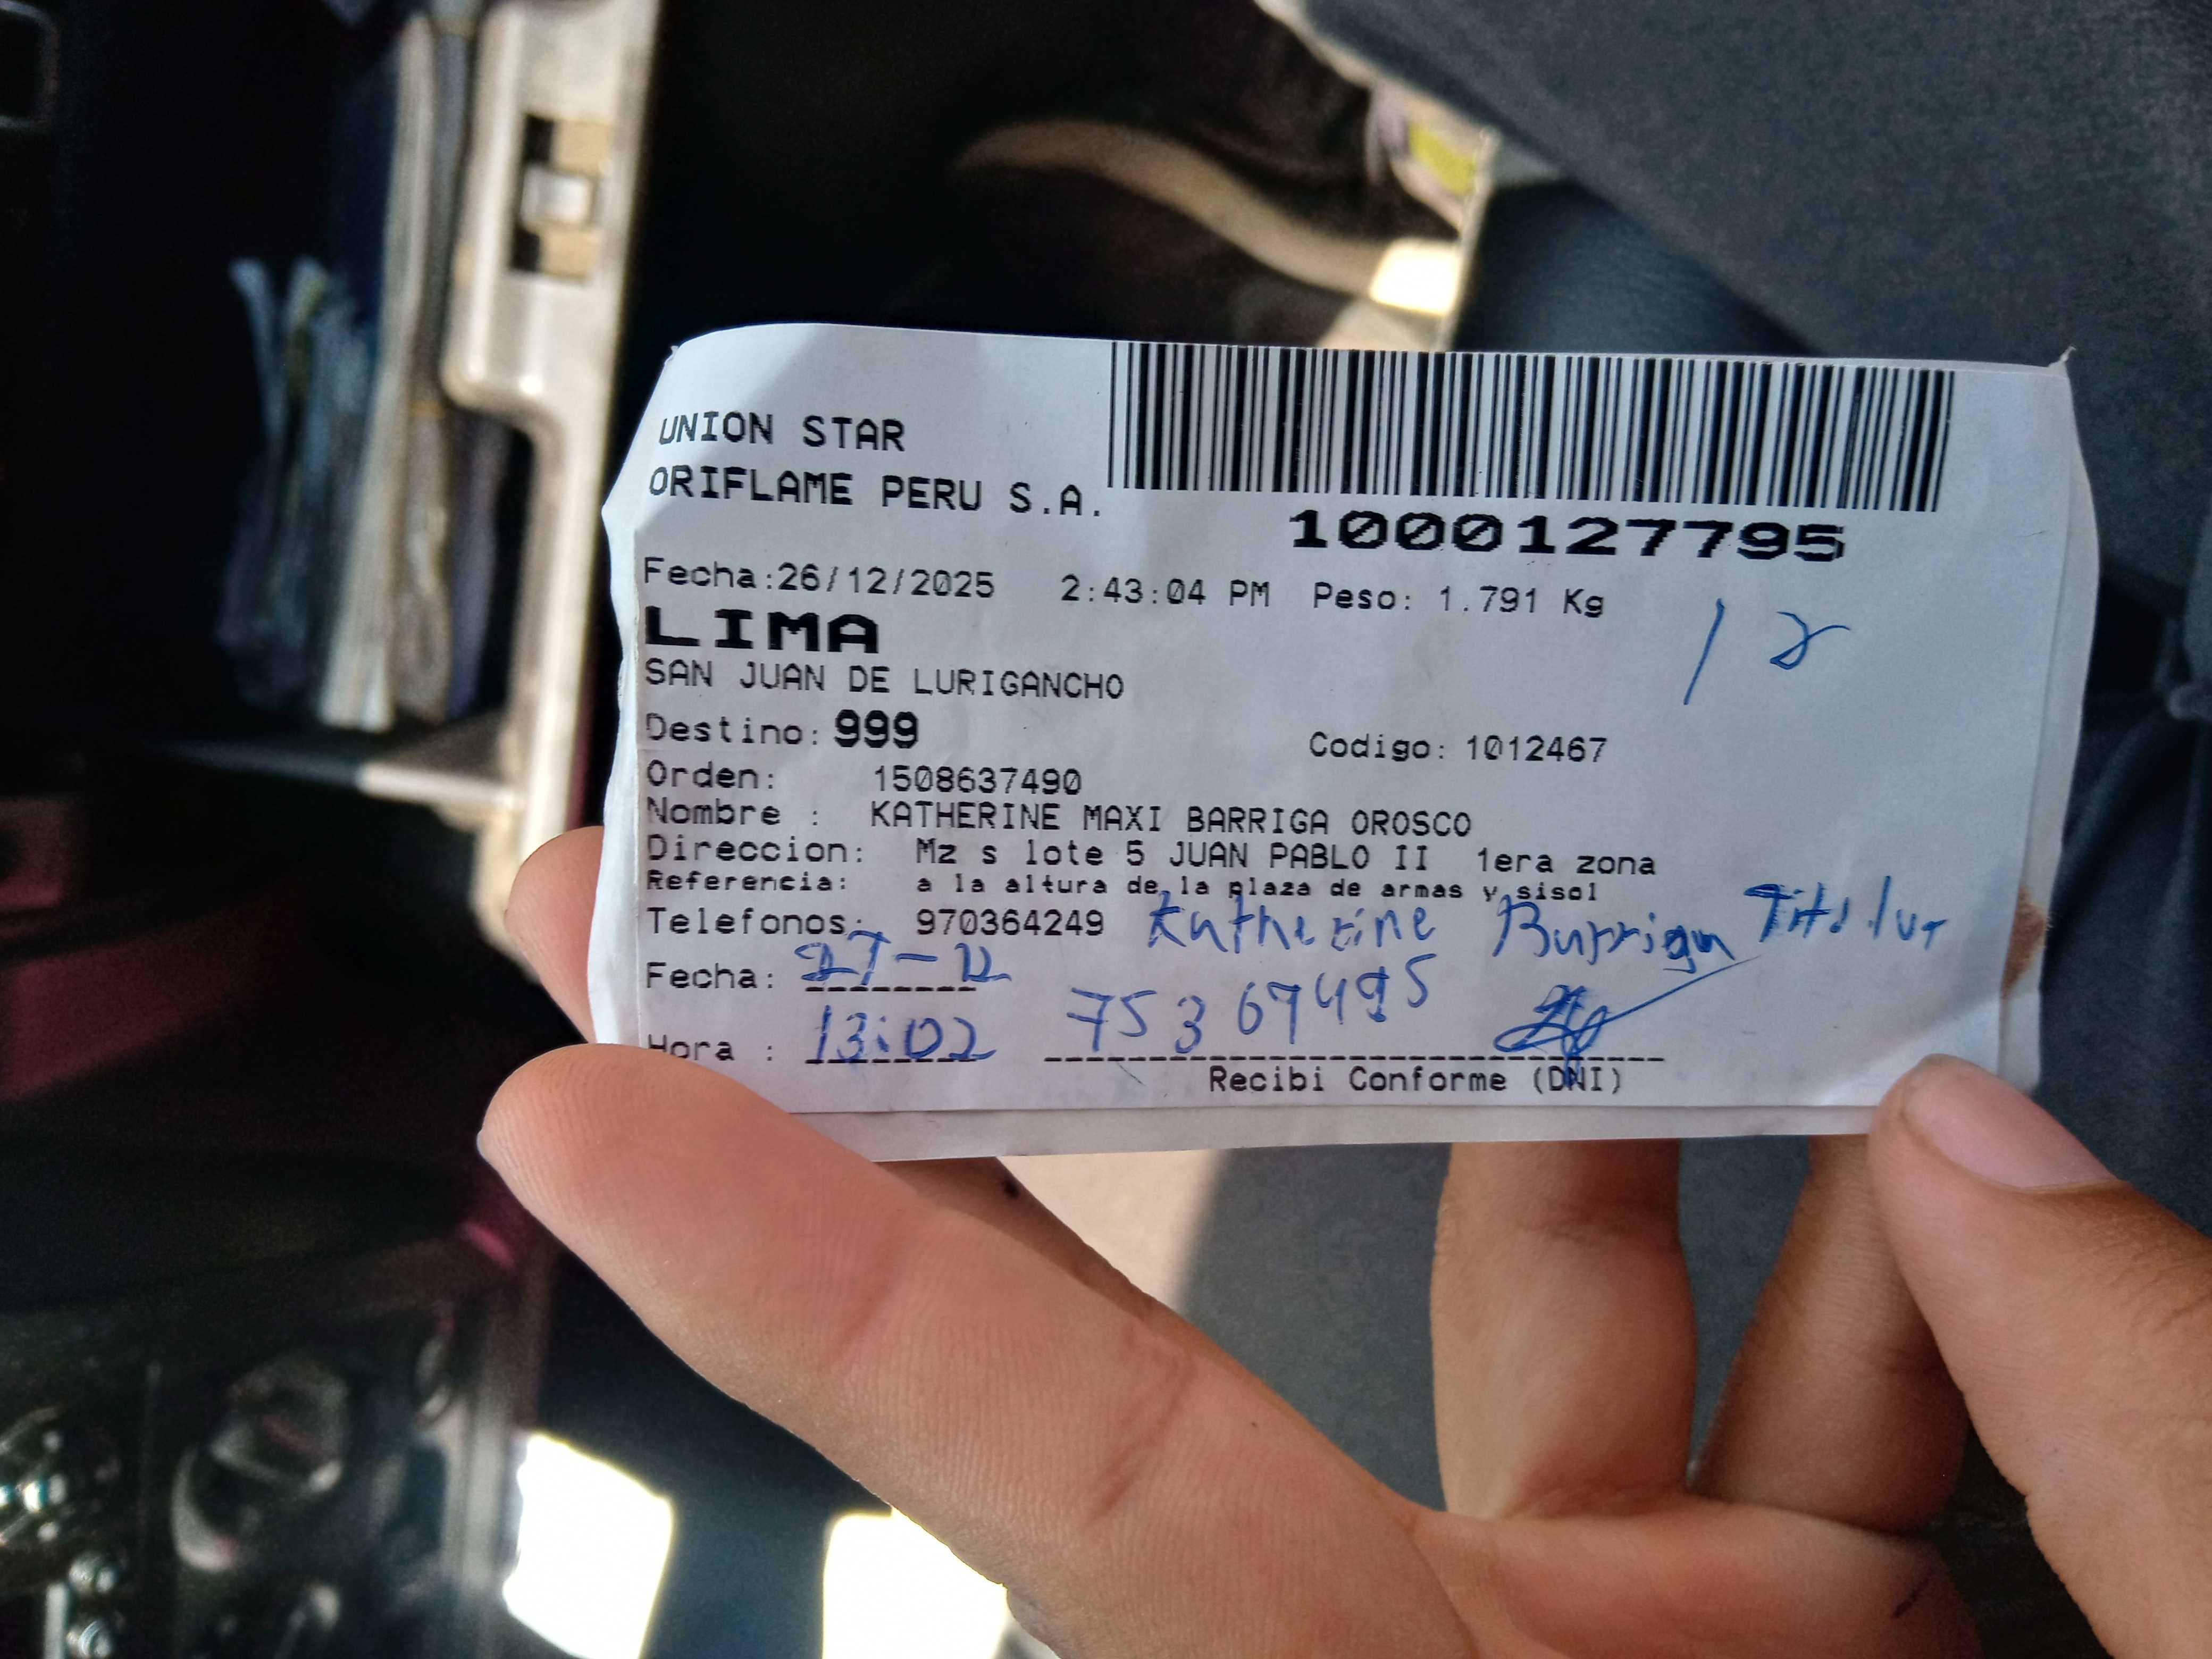 UNION STAR
ORIFLAME PERU S.A.
1000127795
Fecha:26/12/2025 2:43:04 PM Peso: 1.791 Kg
LIMA
SAN JUAN DE LURIGANCHO
Destino: 999 Codigo: 1012467
Orden: 1508637490
Nombre : KATHERINE MAXI BARRIGA OROSCO
Direccion: Mz s lote 5 JUAN PABLO II 1era zona
Referencia: a la altura de la plaza de armas y sisol
Telefonos: 970364249 Katherine Barriga Titular
Fecha: 27-12
Hora : 13:02 75367495
Recibi Conforme (DNI)